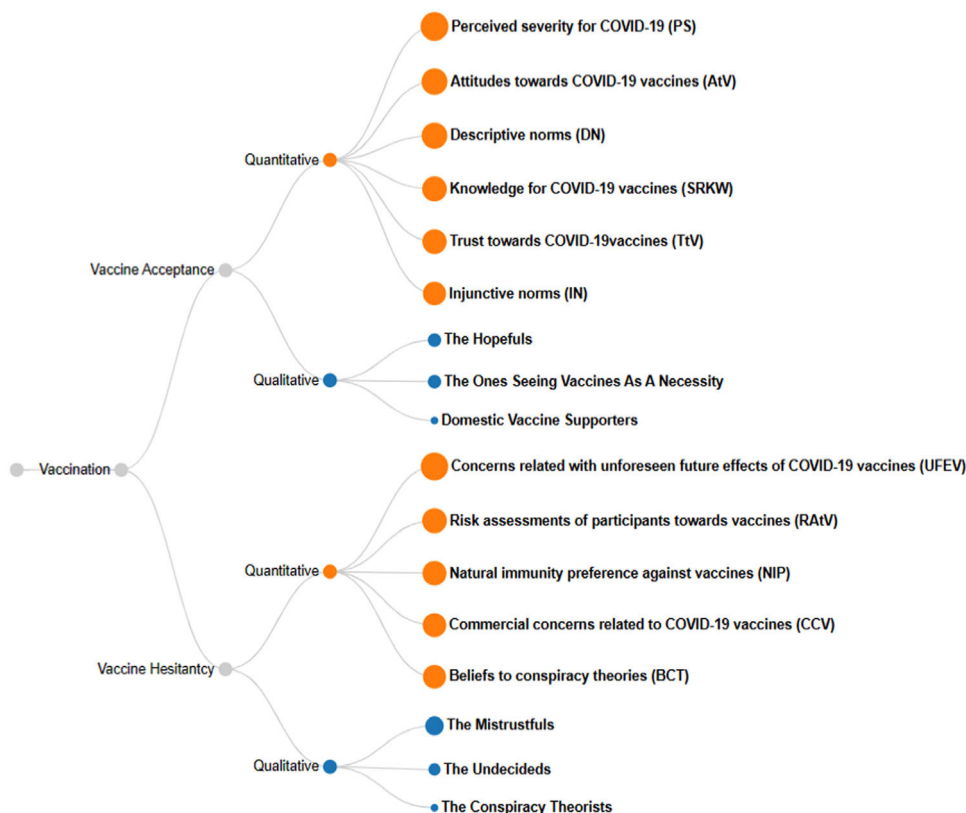 Perceived severity for COVID-19 (PS)
Attitudes towards COVID-19 vaccines (AtV)
Descriptive norms (DN)
Quantitative
Knowledge for COVID-19 vaccines (SRKW)
Trust towards COVID-19vaccines (TtV)
Vaccine Acceptance
Injunctive norms (IN)
The Hopefuls
Qualitative
The Ones Seeing Vaccines As A Necessity
Domestic Vaccine Supporters
Vaccination
Concerns related with unforeseen future effects of COVID-19 vaccines (UFEV)
Risk assessments of participants towards vaccines (RAtV)
Quantitative
Natural immunity preference against vaccines (NIP)
Commercial concerns related to COVID-19 vaccines (CCV)
Vaccine Hesitantcy
Beliefs to conspiracy theories (BCT)
The Mistrustfuls
Qualitative
The Undecideds
The Conspiracy Theorists